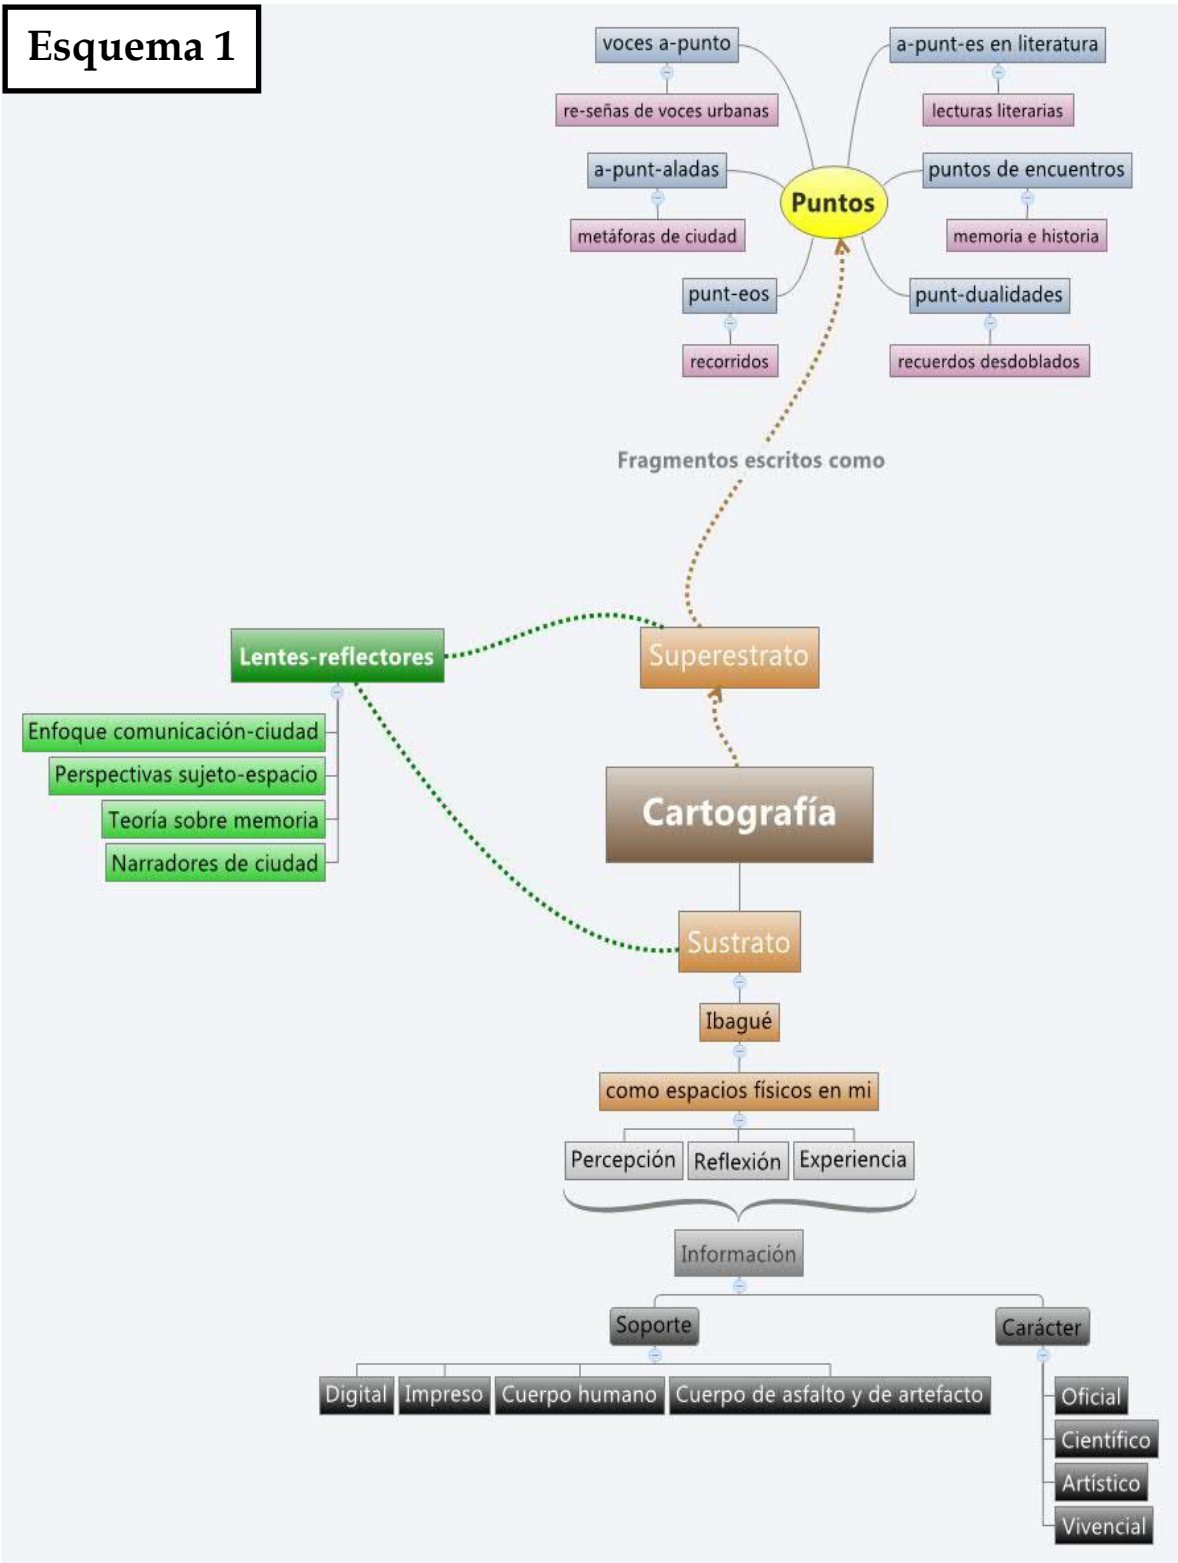 Esquema 1
voces a-punto
a-punt-es en literatura
re-señas de voces urbanas
lecturas literarias
a-punt-aladas
puntos de encuentros
Puntos
metáforas de ciudad
memoria e historia
punt-eos
punt-dualidades
recorridos
recuerdos desdoblados
Fragmentos escritos como
Lentes-reflectores
Superestrato
Enfoque comunicación-ciudad
Perspectivas sujeto-espacio
Teoría sobre memoria
Narradores de ciudad
Cartografía
Sustrato
Ibagué
como espacios físicos en mi
Percepción
Reflexión
Experiencia
Información
Soporte
Carácter
Digital
Impreso
Cuerpo humano
Cuerpo de asfalto y de artefacto
Oficial
Científico
Artístico
Vivencial